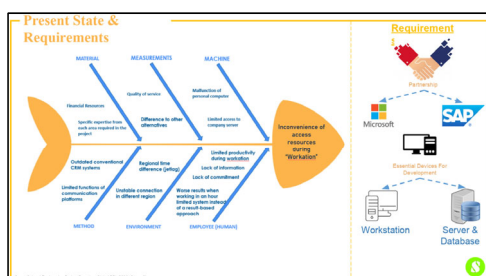 Present State &
Requirements
MATERIAL
MEASUREMENTS
MACHINE
Financial Resources
Specific expertise from
each area required in the
project
Quality of service
Difference to other
alternatives
Malfunction of
personal computer
Limited access to
company server
Inconvenience of
access
resources
during
"Workation"
Outdated conventional
CRM systems
Limited functions of
communication
platforms
Regional time
difference (jetlag)
Unstable connection
in different region
Limited productivity
during workation
Lack of information
Lack of commitment
Worse results when
working in an hour
limited system instead
of a result-based
approach
METHOD
ENVIRONMENT
EMPLOYEE (HUMAN)
Requirement
Partnership
Microsoft
SAP
Essential Devices For
Development
Workstation
Server &
Database